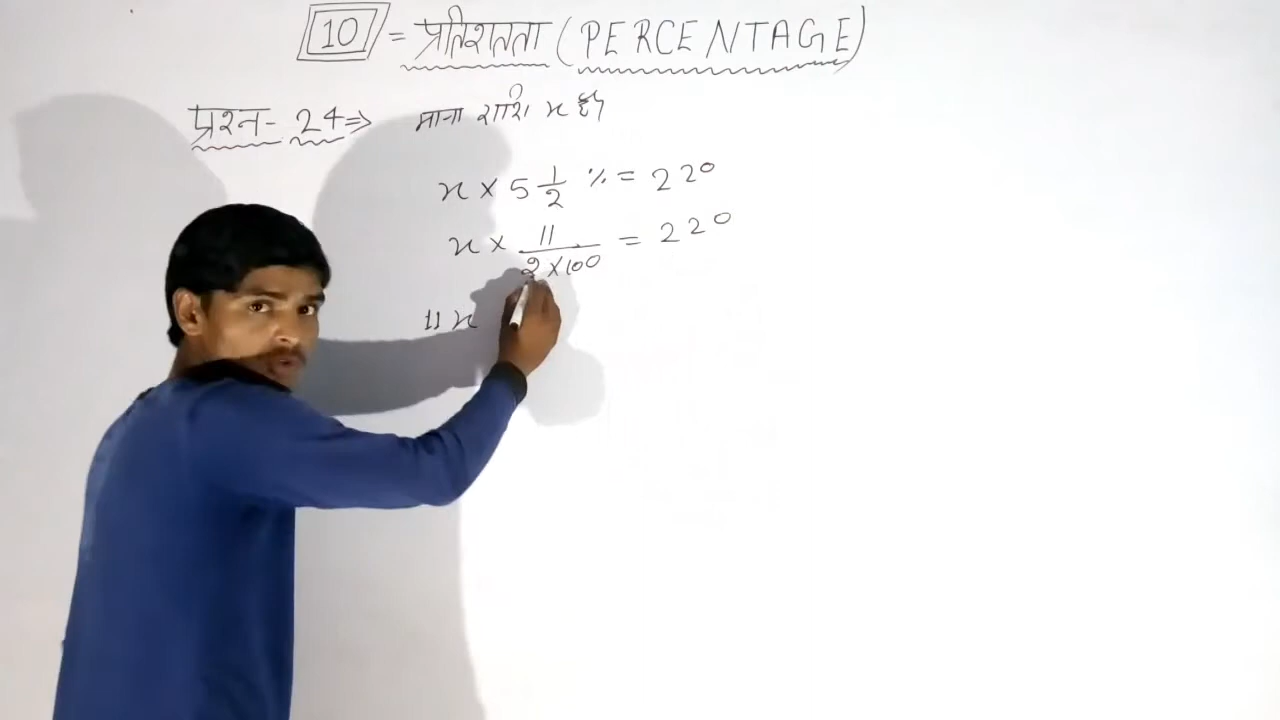 10 = प्रतिशतता (PERCENTAGE)
प्रश्न- 24⇒ माना राशि x है
x × 5 1/2 % = 220
x × 11/(2×100) = 220
11 x